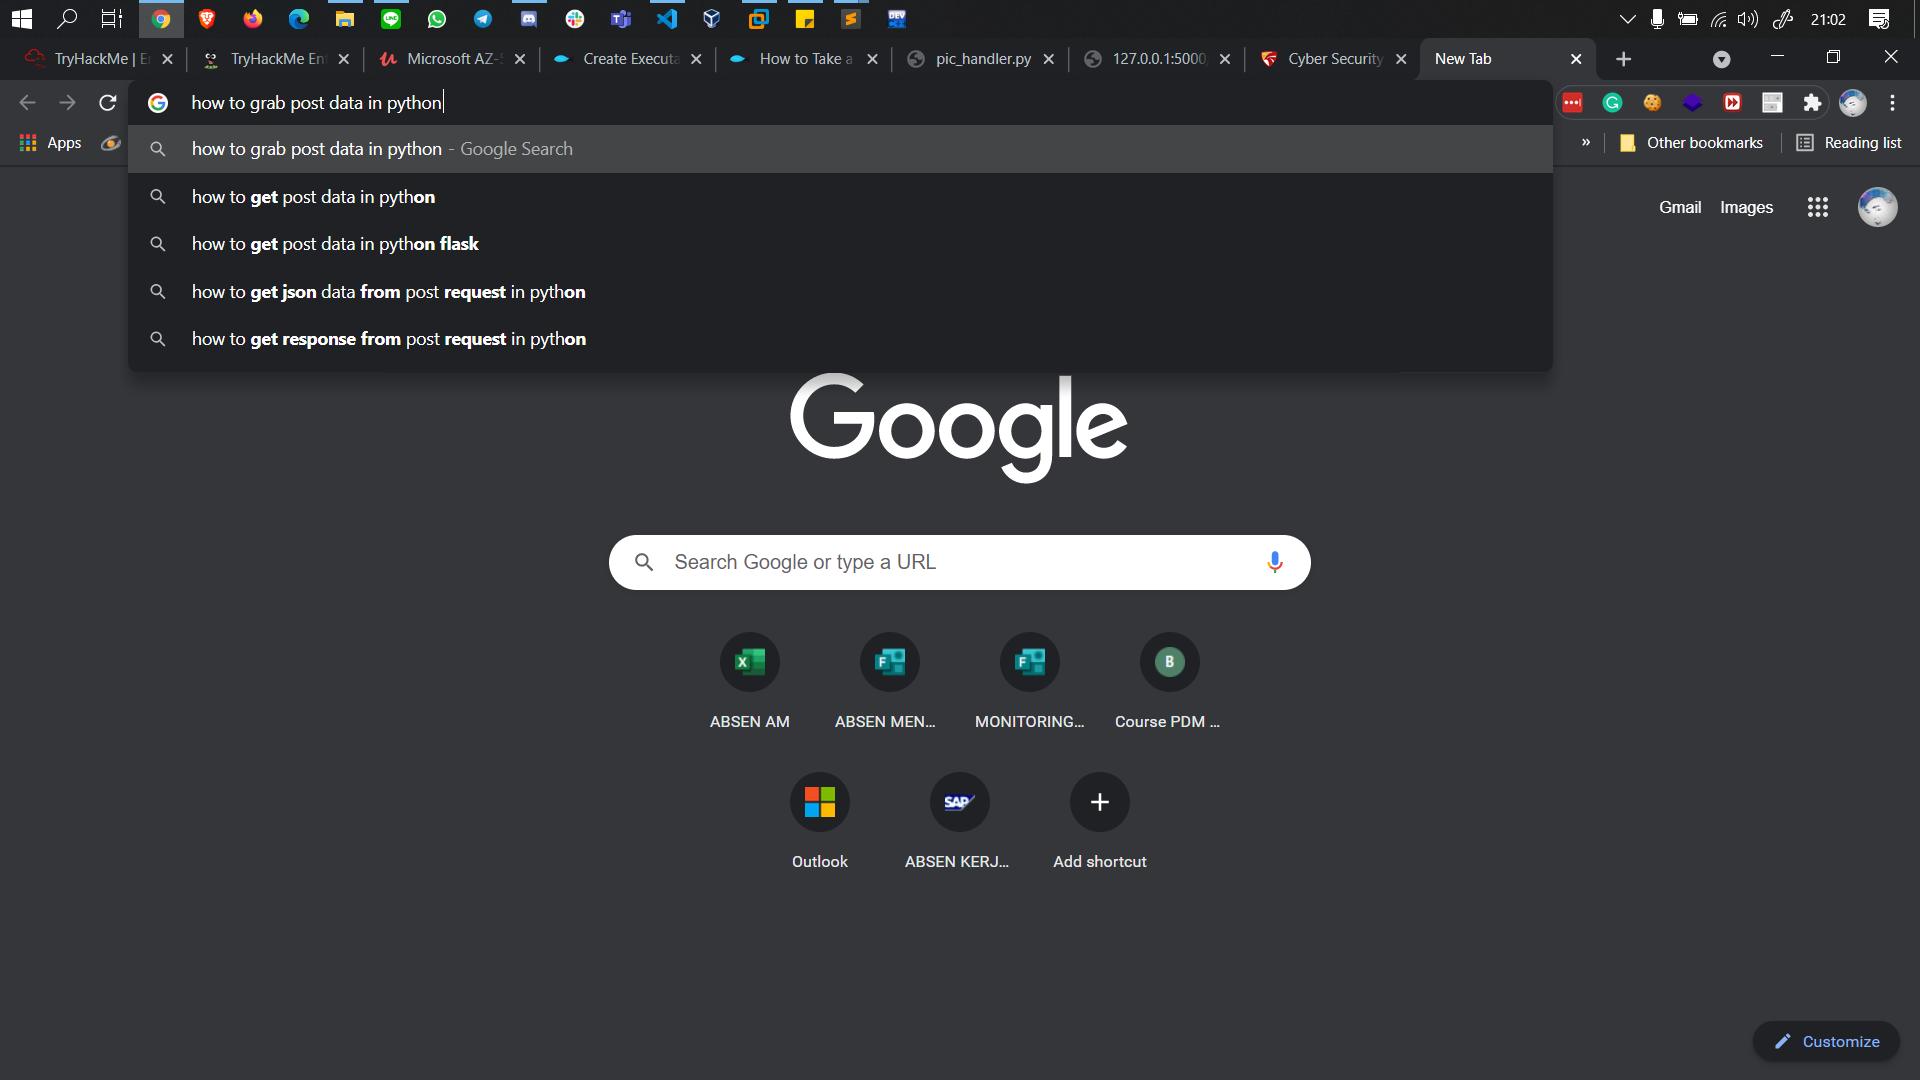 21:02
TryHackMe | E
TryHackMe En
Microsoft AZ-
Create Executa
How to Take a
pic_handler.py
127.0.0.1:5000
Cyber Security
New Tab
how to grab post data in python
Apps
Other bookmarks
Reading list
how to grab post data in python - Google Search
how to get post data in python
Gmail Images
how to get post data in python flask
how to get json data from post request in python
how to get response from post request in python
Google
Search Google or type a URL
ABSEN AM
ABSEN MEN...
MONITORING...
B
Course PDM ...
Outlook
SAP
ABSEN KERJ...
Add shortcut
Customize